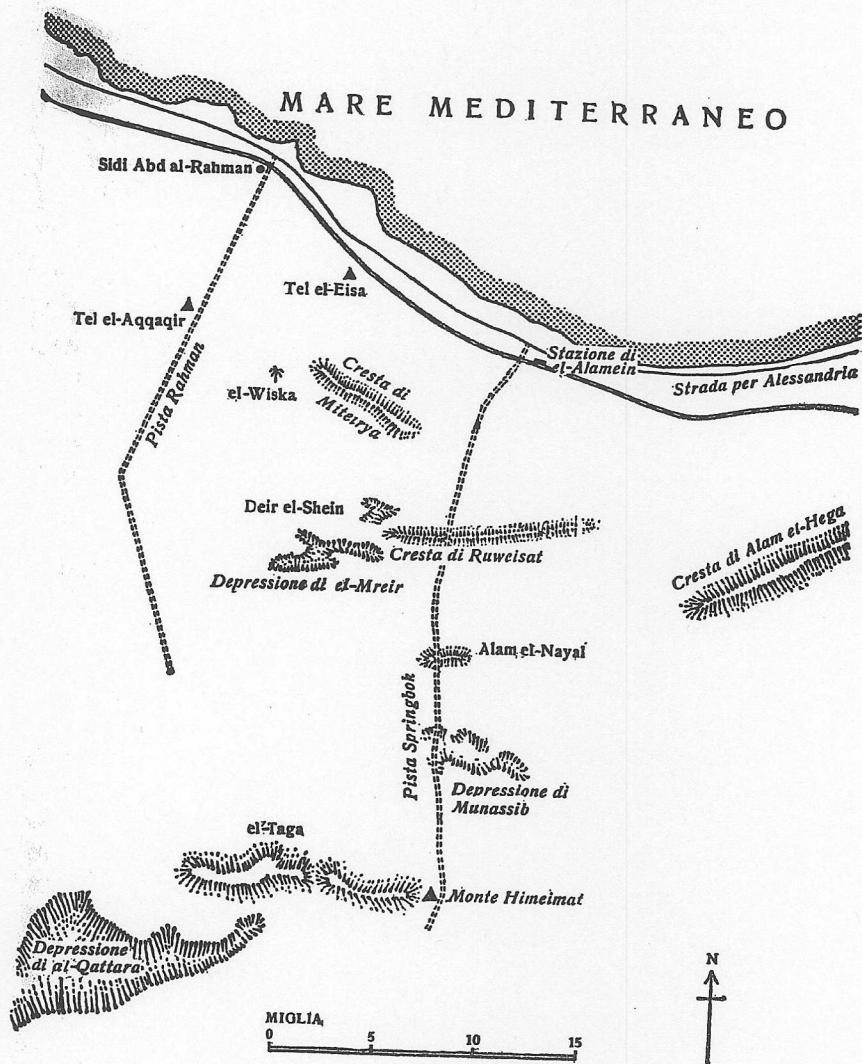 MARE MEDITERRANEO
Sidi Abd al-Rahman
Tel el-Eisa
Tel el-Aqqaqir
Pista Rahman
el-Wiska
Cresta di
Miteirya
Stazione di
el-Alamein
Strada per Alessandria
Deir el-Shein
Cresta di Ruweisat
Depressione di el-Mreir
Cresta di Alam el-Hega
Alam el-Nayal
Pista Springbok
Depressione di
Munassib
el-Taga
Monte Himeimat
Depressione
di al-Qattara
N
MIGLIA
0 5 10 15